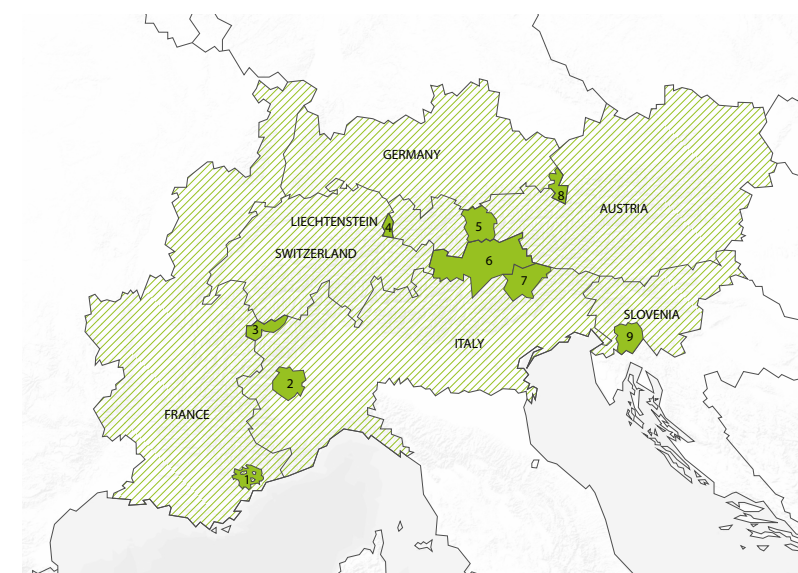 GERMANY
8
AUSTRIA
LIECHTENSTEIN
4
5
SWITZERLAND
6
7
SLOVENIA
3
ITALY
9
2
FRANCE
1